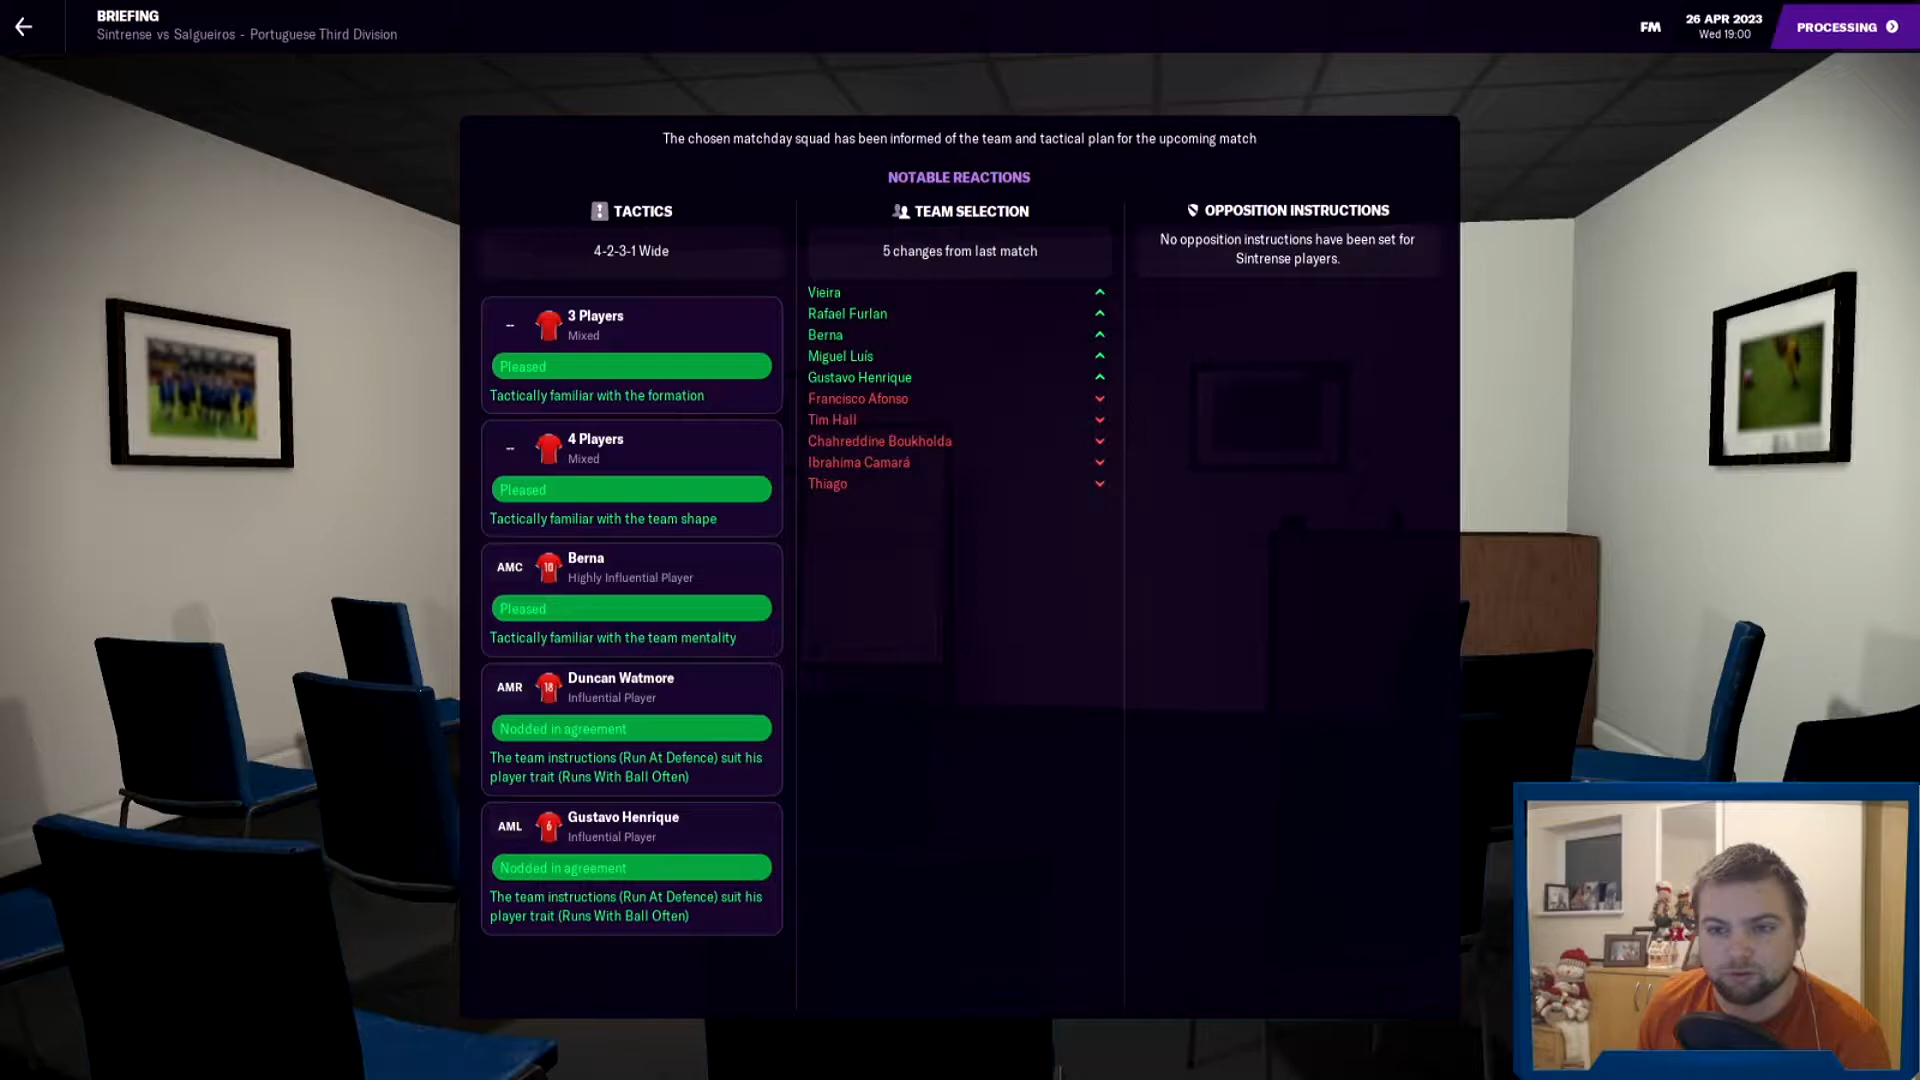 BRIEFING
Sintrense vs Salgueiros - Portuguese Third Division
FM
26 APR 2023
Wed 19:00
PROCESSING
The chosen matchday squad has been informed of the team and tactical plan for the upcoming match
NOTABLE REACTIONS
TACTICS
4-2-3-1 Wide
-- 3 Players
Mixed
Pleased
Tactically familiar with the formation
-- 4 Players
Mixed
Pleased
Tactically familiar with the team shape
AMC 10 Berna
Highly Influential Player
Pleased
Tactically familiar with the team mentality
AMR 18 Duncan Watmore
Influential Player
Nodded in agreement
The team instructions (Run At Defence) suit his
player trait (Runs With Ball Often)
AML 6 Gustavo Henrique
Influential Player
Nodded in agreement
The team instructions (Run At Defence) suit his
player trait (Runs With Ball Often)
TEAM SELECTION
5 changes from last match
Vieira
Rafael Furlan
Berna
Miguel Luís
Gustavo Henrique
Francisco Afonso
Tim Hall
Chahreddine Boukholda
Ibrahima Camará
Thiago
OPPOSITION INSTRUCTIONS
No opposition instructions have been set for
Sintrense players.